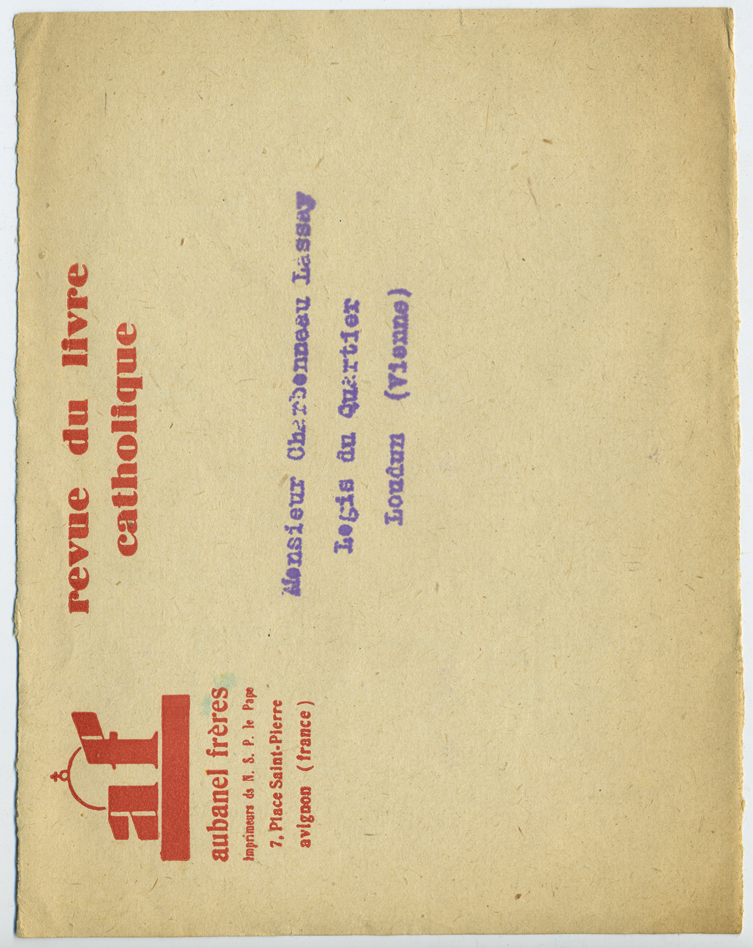 revue du livre
catholique
af
aubanel frères
Imprimeurs de N. S. P. le Pape
7, Place Saint-Pierre
avignon (france)
Monsieur Charbonneau Lassay
Logis du Quartier
Loudun (Vienne)